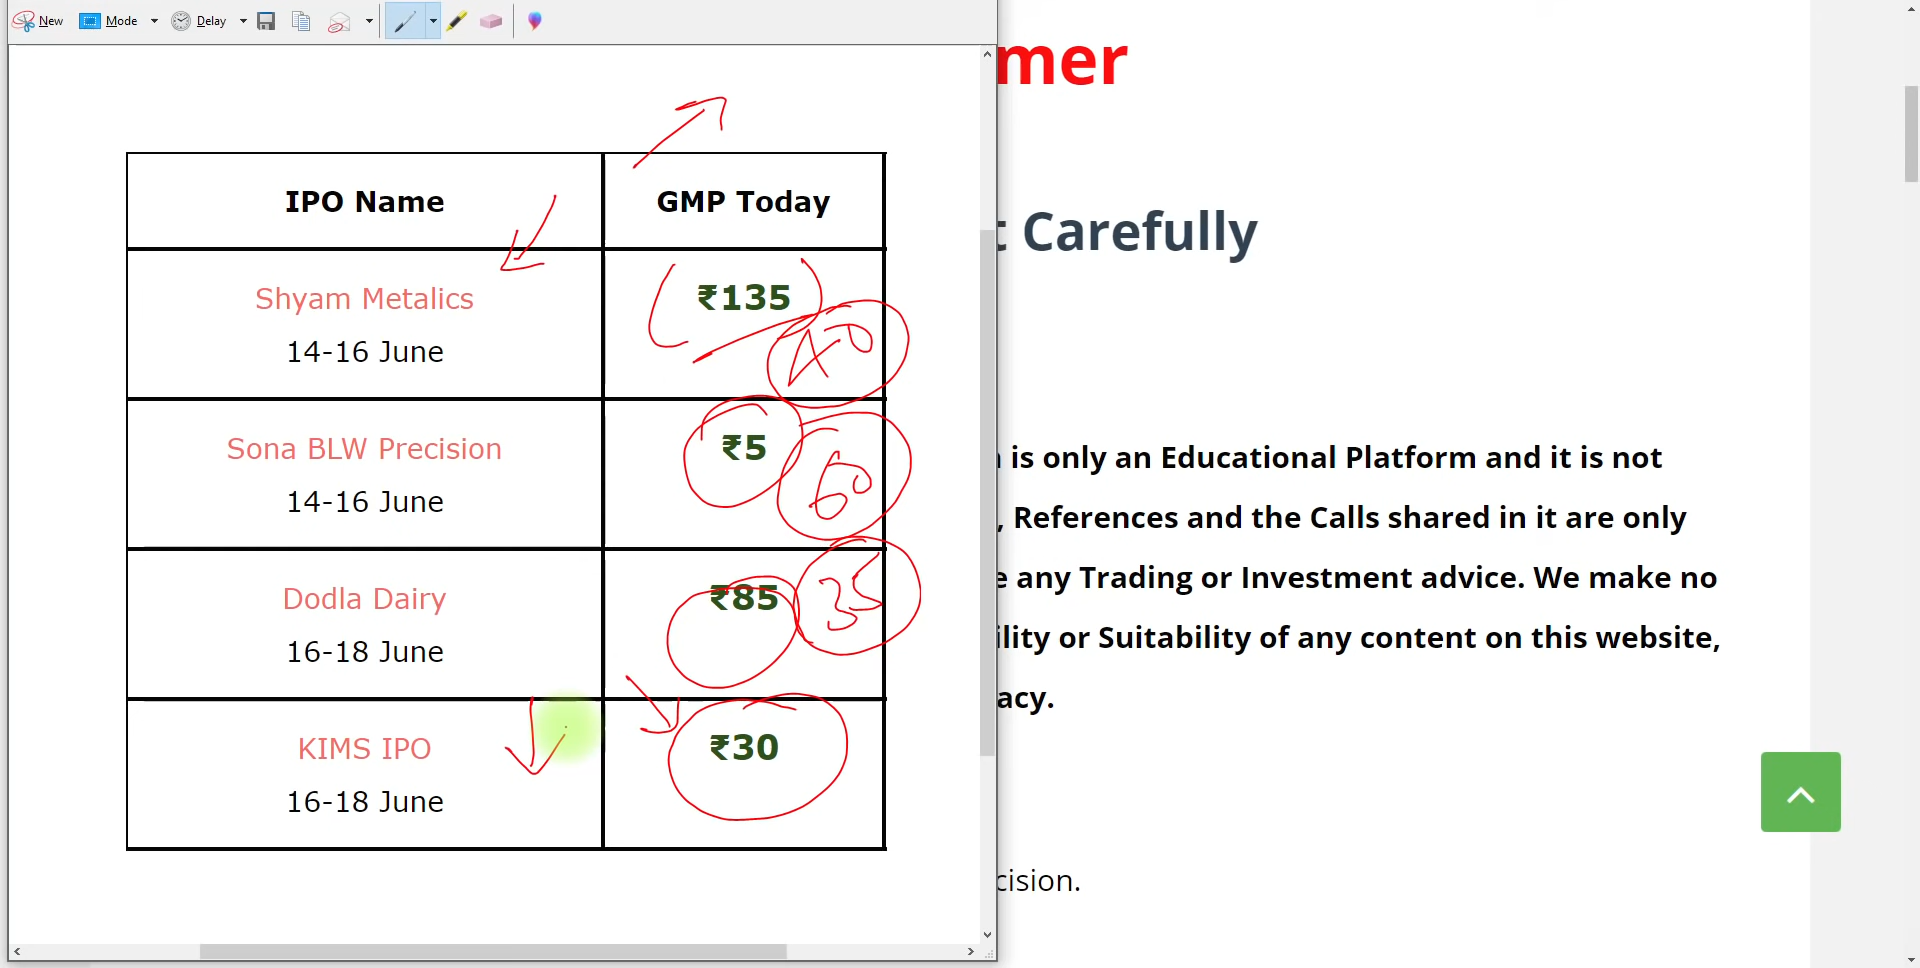 New Mode Delay
mer
IPO Name GMP Today
t Carefully
Shyam Metalics ₹135
14-16 June 40
Sona BLW Precision ₹5
is only an Educational Platform and it is not
14-16 June 60
, References and the Calls shared in it are only
Dodla Dairy ₹85 35
e any Trading or Investment advice. We make no
16-18 June
ility or Suitability of any content on this website,
acy.
KIMS IPO ₹30
16-18 June
cision.